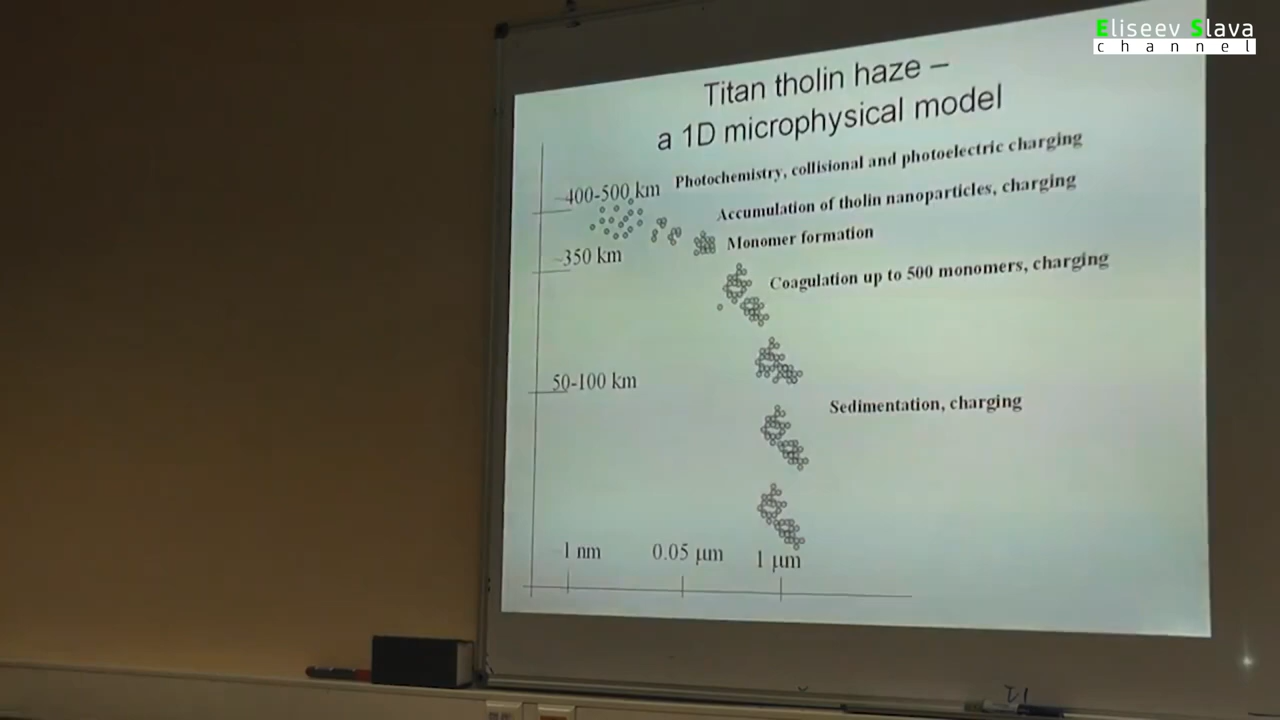 Eliseev Slava
channel
Titan tholin haze –
a 1D microphysical model
400-500 km
Photochemistry, collisional and photoelectric charging
Accumulation of tholin nanoparticles, charging
Monomer formation
350 km
Coagulation up to 500 monomers, charging
50-100 km
Sedimentation, charging
1 nm
0.05 µm
1 µm